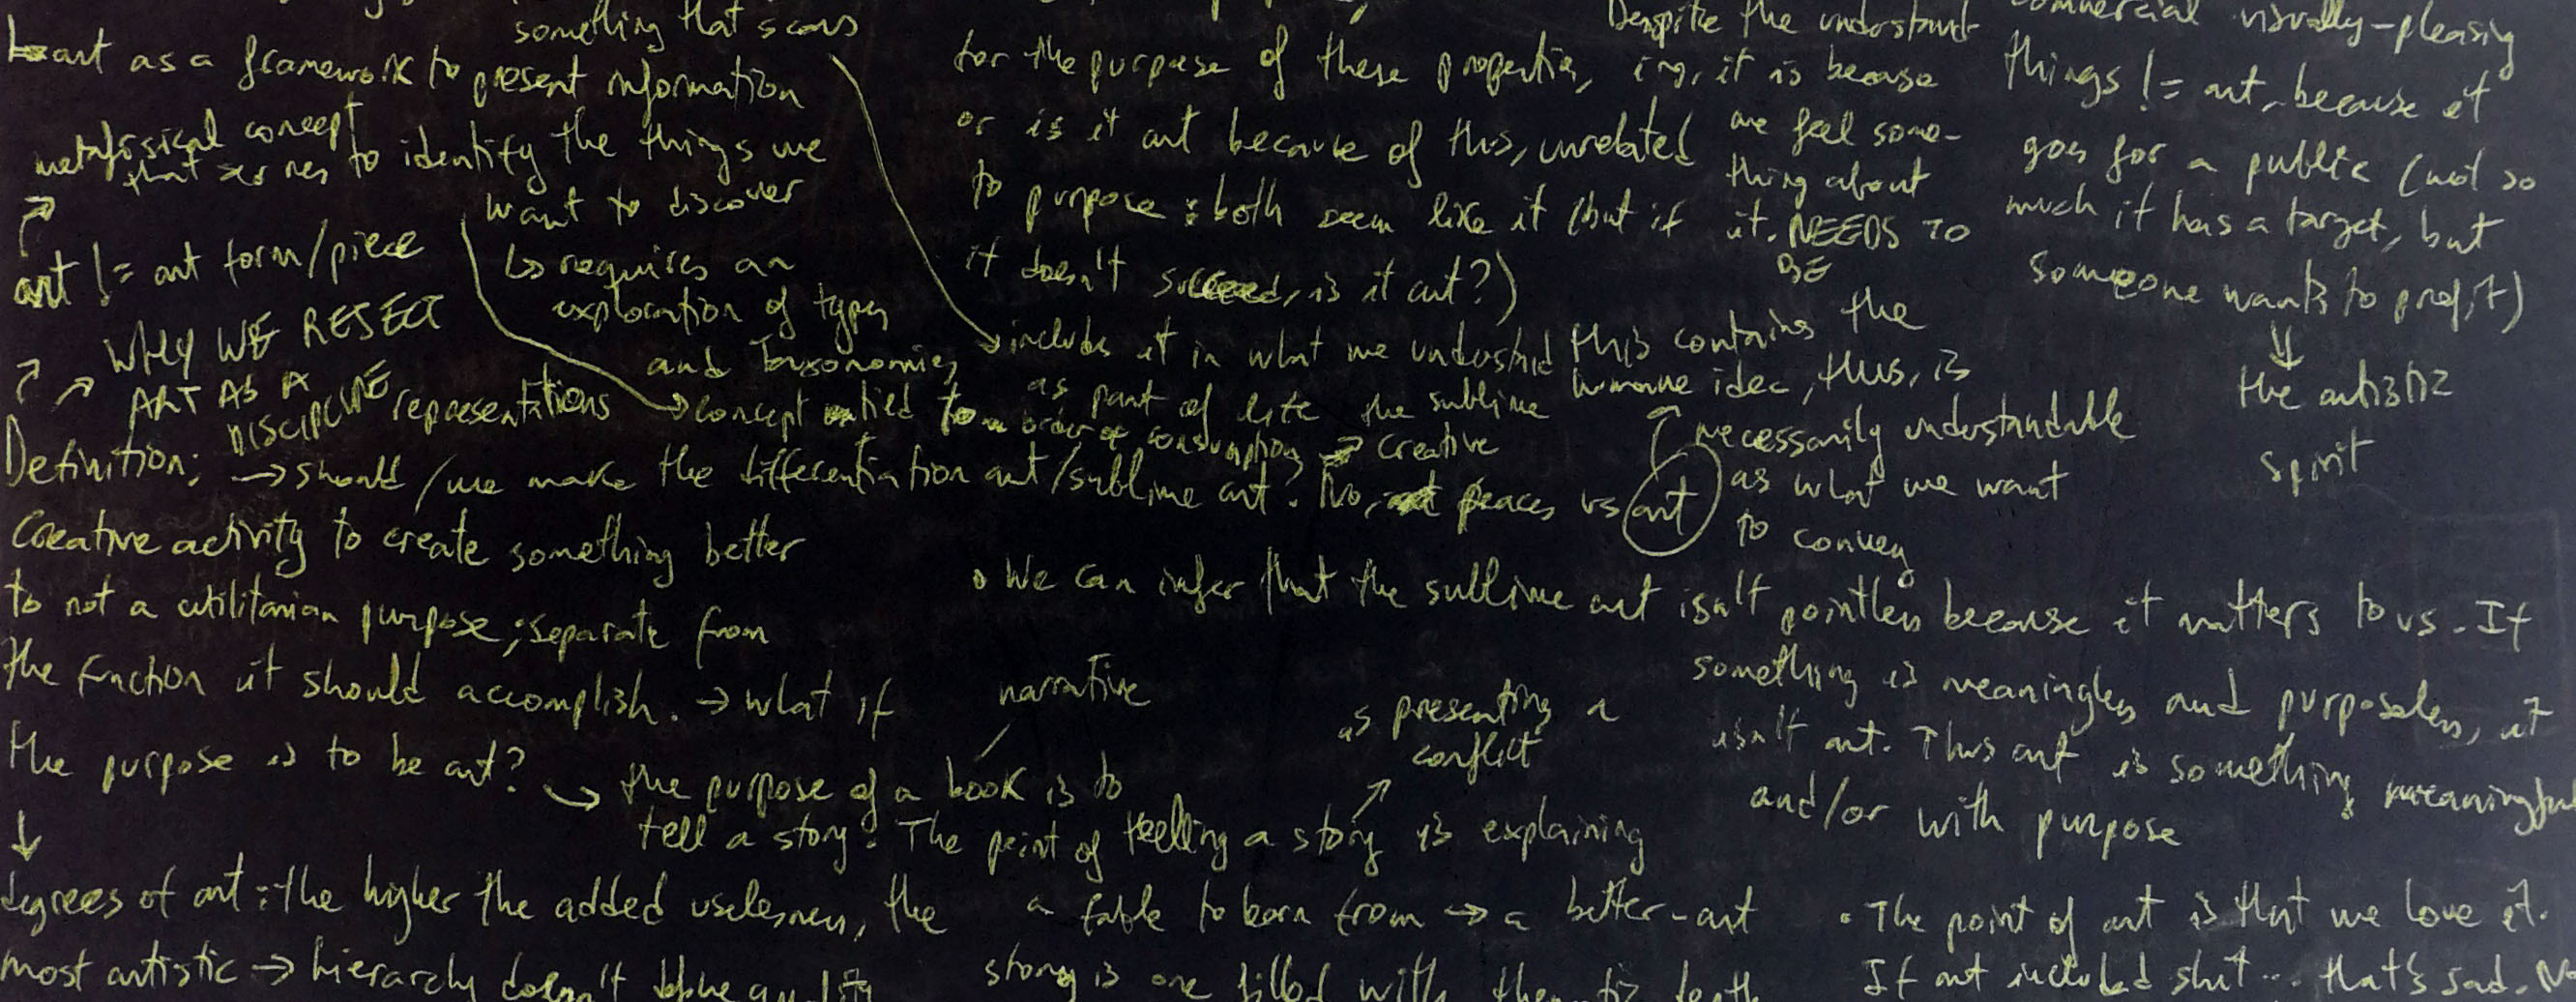 something that scans
↳art as a framework to present information
metafísical concept
that serves to identify the things we
want to discover
↳ requires an
exploration of types
and taxonomies
art != art form/piece
WHY WE REJECT
ART AS A
DISCIPLINE
representations
concept tied to order of consumption → creative
Definition: → should/we make the differentiation art/sublime art? No, peaces vs art
creative activity to create something better
to not a utilitarian purpose; separate from
the function it should accomplish. → what if
the purpose is to be art?
narrative
↳ the purpose of a book is to
tell a story. The point of telling a story is explaining
as presenting a
conflict
a fable to born from → a better-art
story is one filled with thematic depth
degrees of art: the higher the added uselesness, the
most artistic → hierarchy doesn't define quality
for the purpose of these properties,
or is it art because of this, unrelated
to purpose: both seem like it (but if
it doesn't succeed, is it art?)
includes it in what we understand
as part of life the sublime
Despite the understand-
ing, it is because
we feel some-
thing about
it. NEEDS TO
BE
this contains the
humane idea, thus, is
necessarily understandable
as what we want
to convey
commercial visually-pleasing
things != art, because it
goes for a public (not so
much it has a target, but
someone wants to profit)
the
spirit
• We can infer that the sublime art isn't pointless because it matters to us. If
something is meaningless and purposeless, it
isn't art. Thus art is something meaningful
and/or with purpose
• The point of art is that we love it.
If art included shit... that's sad.